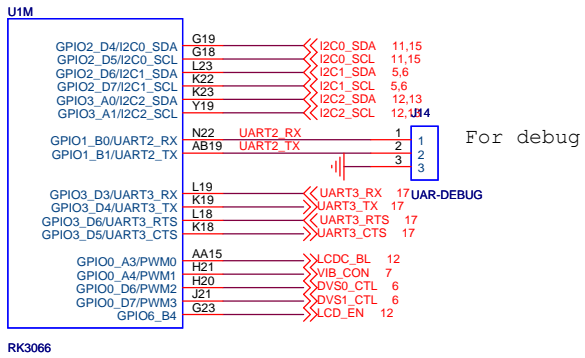 U1M
GPIO2_D4/I2C0_SDA G19 I2C0_SDA 11,15
GPIO2_D5/I2C0_SCL G18 I2C0_SCL 11,15
GPIO2_D6/I2C1_SDA L23 I2C1_SDA 5,6
GPIO2_D7/I2C1_SCL K22 I2C1_SCL 5,6
GPIO3_A0/I2C2_SDA K23 I2C2_SDA 12,13
GPIO3_A1/I2C2_SCL Y19 I2C2_SCL
J14
GPIO1_B0/UART2_RX N22 UART2_RX 1 1 For debug
GPIO1_B1/UART2_TX AB19 UART2_TX 2 2
3 3
GPIO3_D3/UART3_RX L19 UART3_RX 17 UAR-DEBUG
GPIO3_D4/UART3_TX K19 UART3_TX 17
GPIO3_D6/UART3_RTS L18 UART3_RTS 17
GPIO3_D5/UART3_CTS K18 UART3_CTS 17
GPIO0_A3/PWM0 AA15 LCDC_BL 12
GPIO0_A4/PWM1 H21 VIB_CON 7
GPIO0_D6/PWM2 H20 DVS0_CTL 6
GPIO0_D7/PWM3 J21 DVS1_CTL 6
GPIO6_B4 G23 LCD_EN 12
RK3066